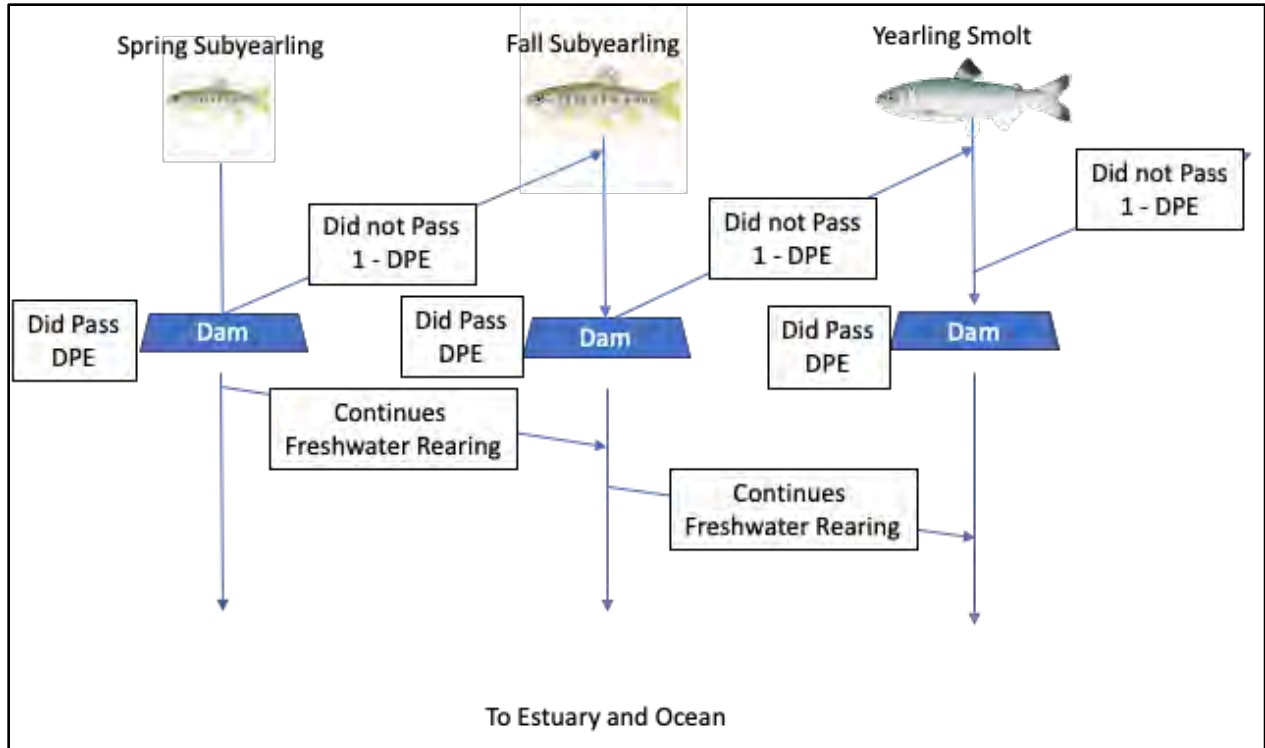 Spring Subyearling
Fall Subyearling
Yearling Smolt
Did not Pass
1 - DPE
Did not Pass
1 - DPE
Did not Pass
1 - DPE
Did Pass
DPE
Dam
Did Pass
DPE
Dam
Did Pass
DPE
Dam
Continues
Freshwater Rearing
Continues
Freshwater Rearing
To Estuary and Ocean